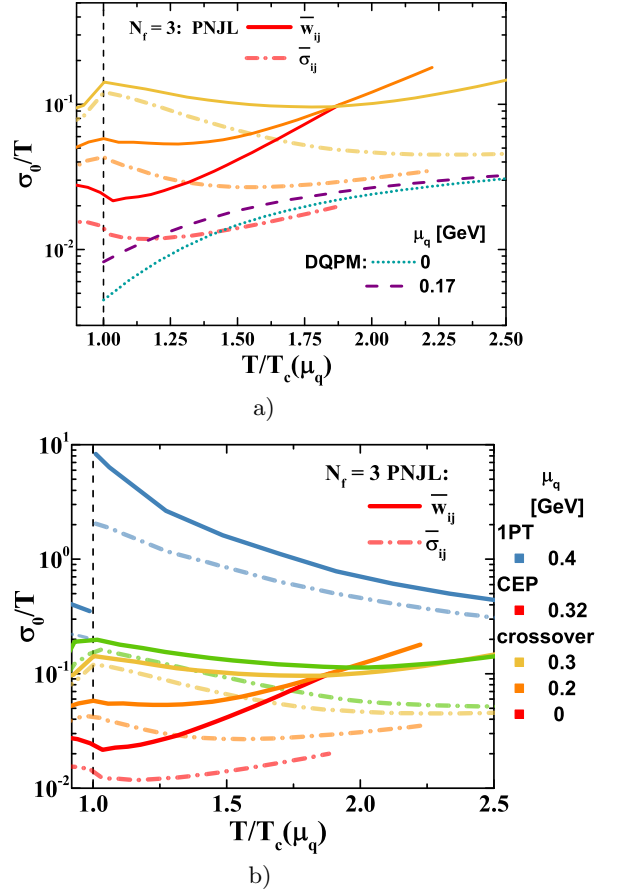 N_f = 3: PNJL
w̄_ij
σ̄_ij
10^-1
10^-2
σ_0/T
μ_q [GeV]
DQPM:
0
0.17
1.00 1.25 1.50 1.75 2.00 2.25 2.50
T/T_c(μ_q)
a)
10^1
10^0
10^-1
10^-2
σ_0/T
N_f = 3 PNJL:
w̄_ij
σ̄_ij
μ_q
[GeV]
1PT
0.4
CEP
0.32
crossover
0.3
0.2
0
1.0 1.5 2.0 2.5
T/T_c(μ_q)
b)